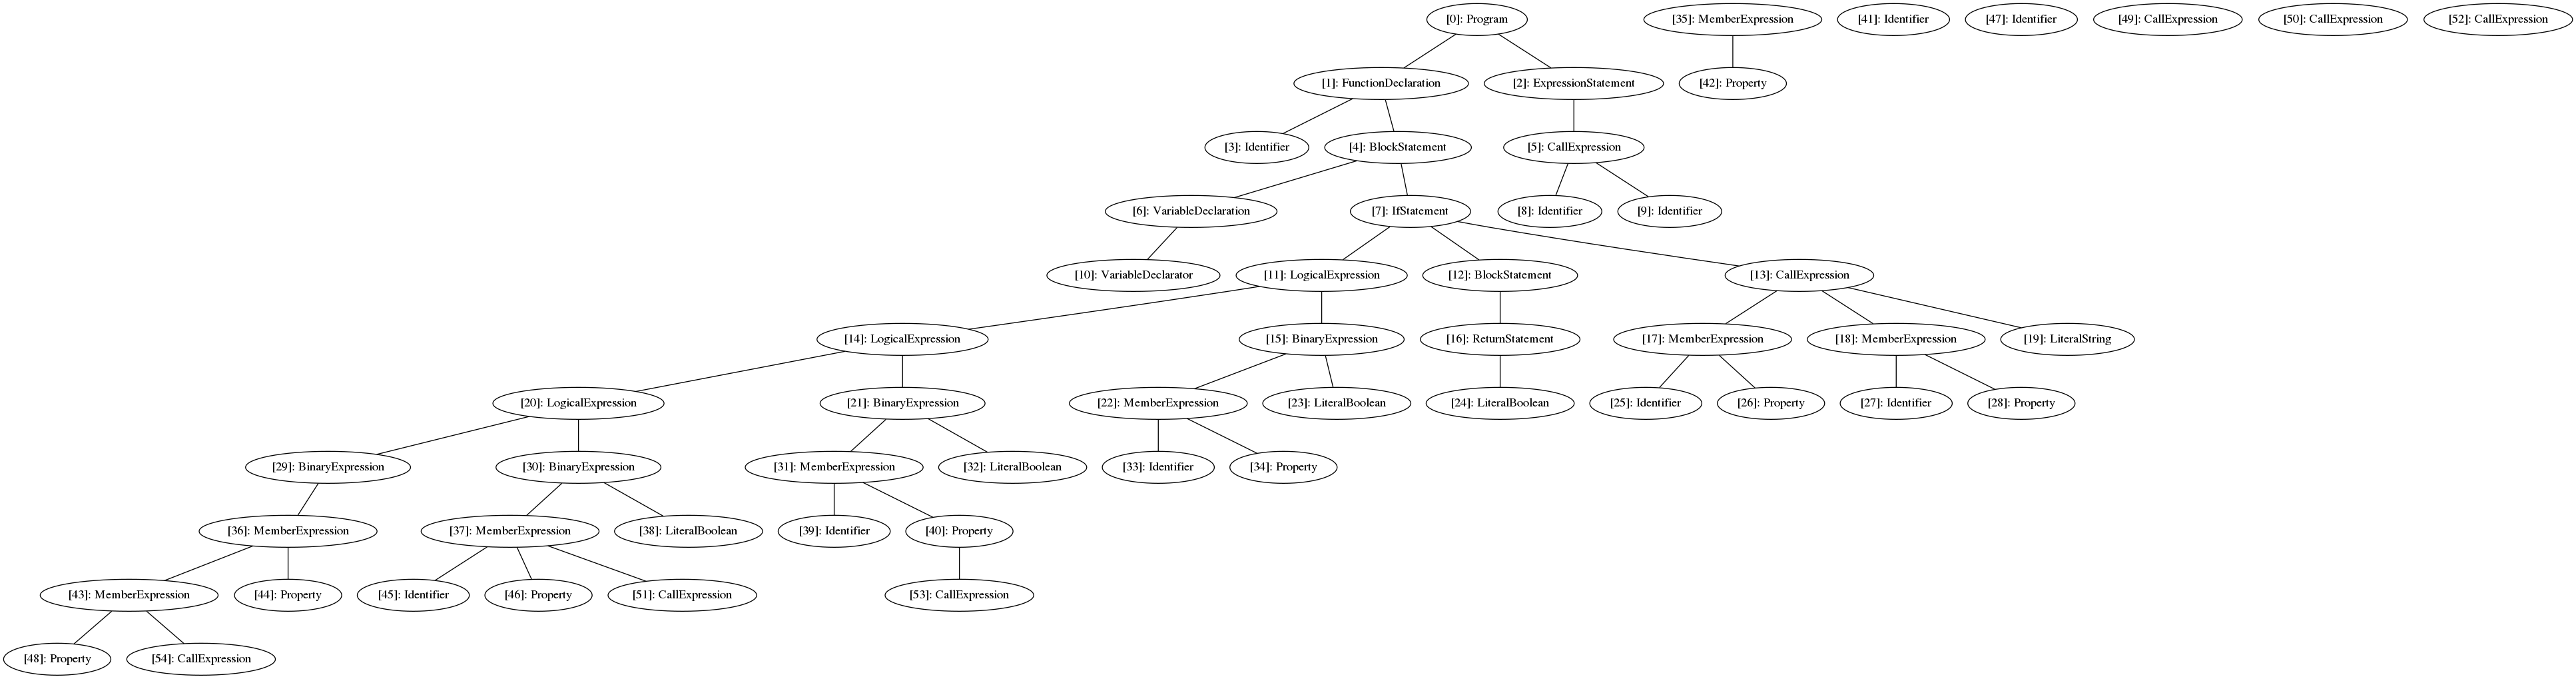 [0]: Program
[35]: MemberExpression
[41]: Identifier
[47]: Identifier
[49]: CallExpression
[50]: CallExpression
[52]: CallExpression
[1]: FunctionDeclaration
[2]: ExpressionStatement
[42]: Property
[3]: Identifier
[4]: BlockStatement
[5]: CallExpression
[6]: VariableDeclaration
[7]: IfStatement
[8]: Identifier
[9]: Identifier
[10]: VariableDeclarator
[11]: LogicalExpression
[12]: BlockStatement
[13]: CallExpression
[14]: LogicalExpression
[15]: BinaryExpression
[16]: ReturnStatement
[17]: MemberExpression
[18]: MemberExpression
[19]: LiteralString
[20]: LogicalExpression
[21]: BinaryExpression
[22]: MemberExpression
[23]: LiteralBoolean
[24]: LiteralBoolean
[25]: Identifier
[26]: Property
[27]: Identifier
[28]: Property
[29]: BinaryExpression
[30]: BinaryExpression
[31]: MemberExpression
[32]: LiteralBoolean
[33]: Identifier
[34]: Property
[36]: MemberExpression
[37]: MemberExpression
[38]: LiteralBoolean
[39]: Identifier
[40]: Property
[43]: MemberExpression
[44]: Property
[45]: Identifier
[46]: Property
[51]: CallExpression
[53]: CallExpression
[48]: Property
[54]: CallExpression